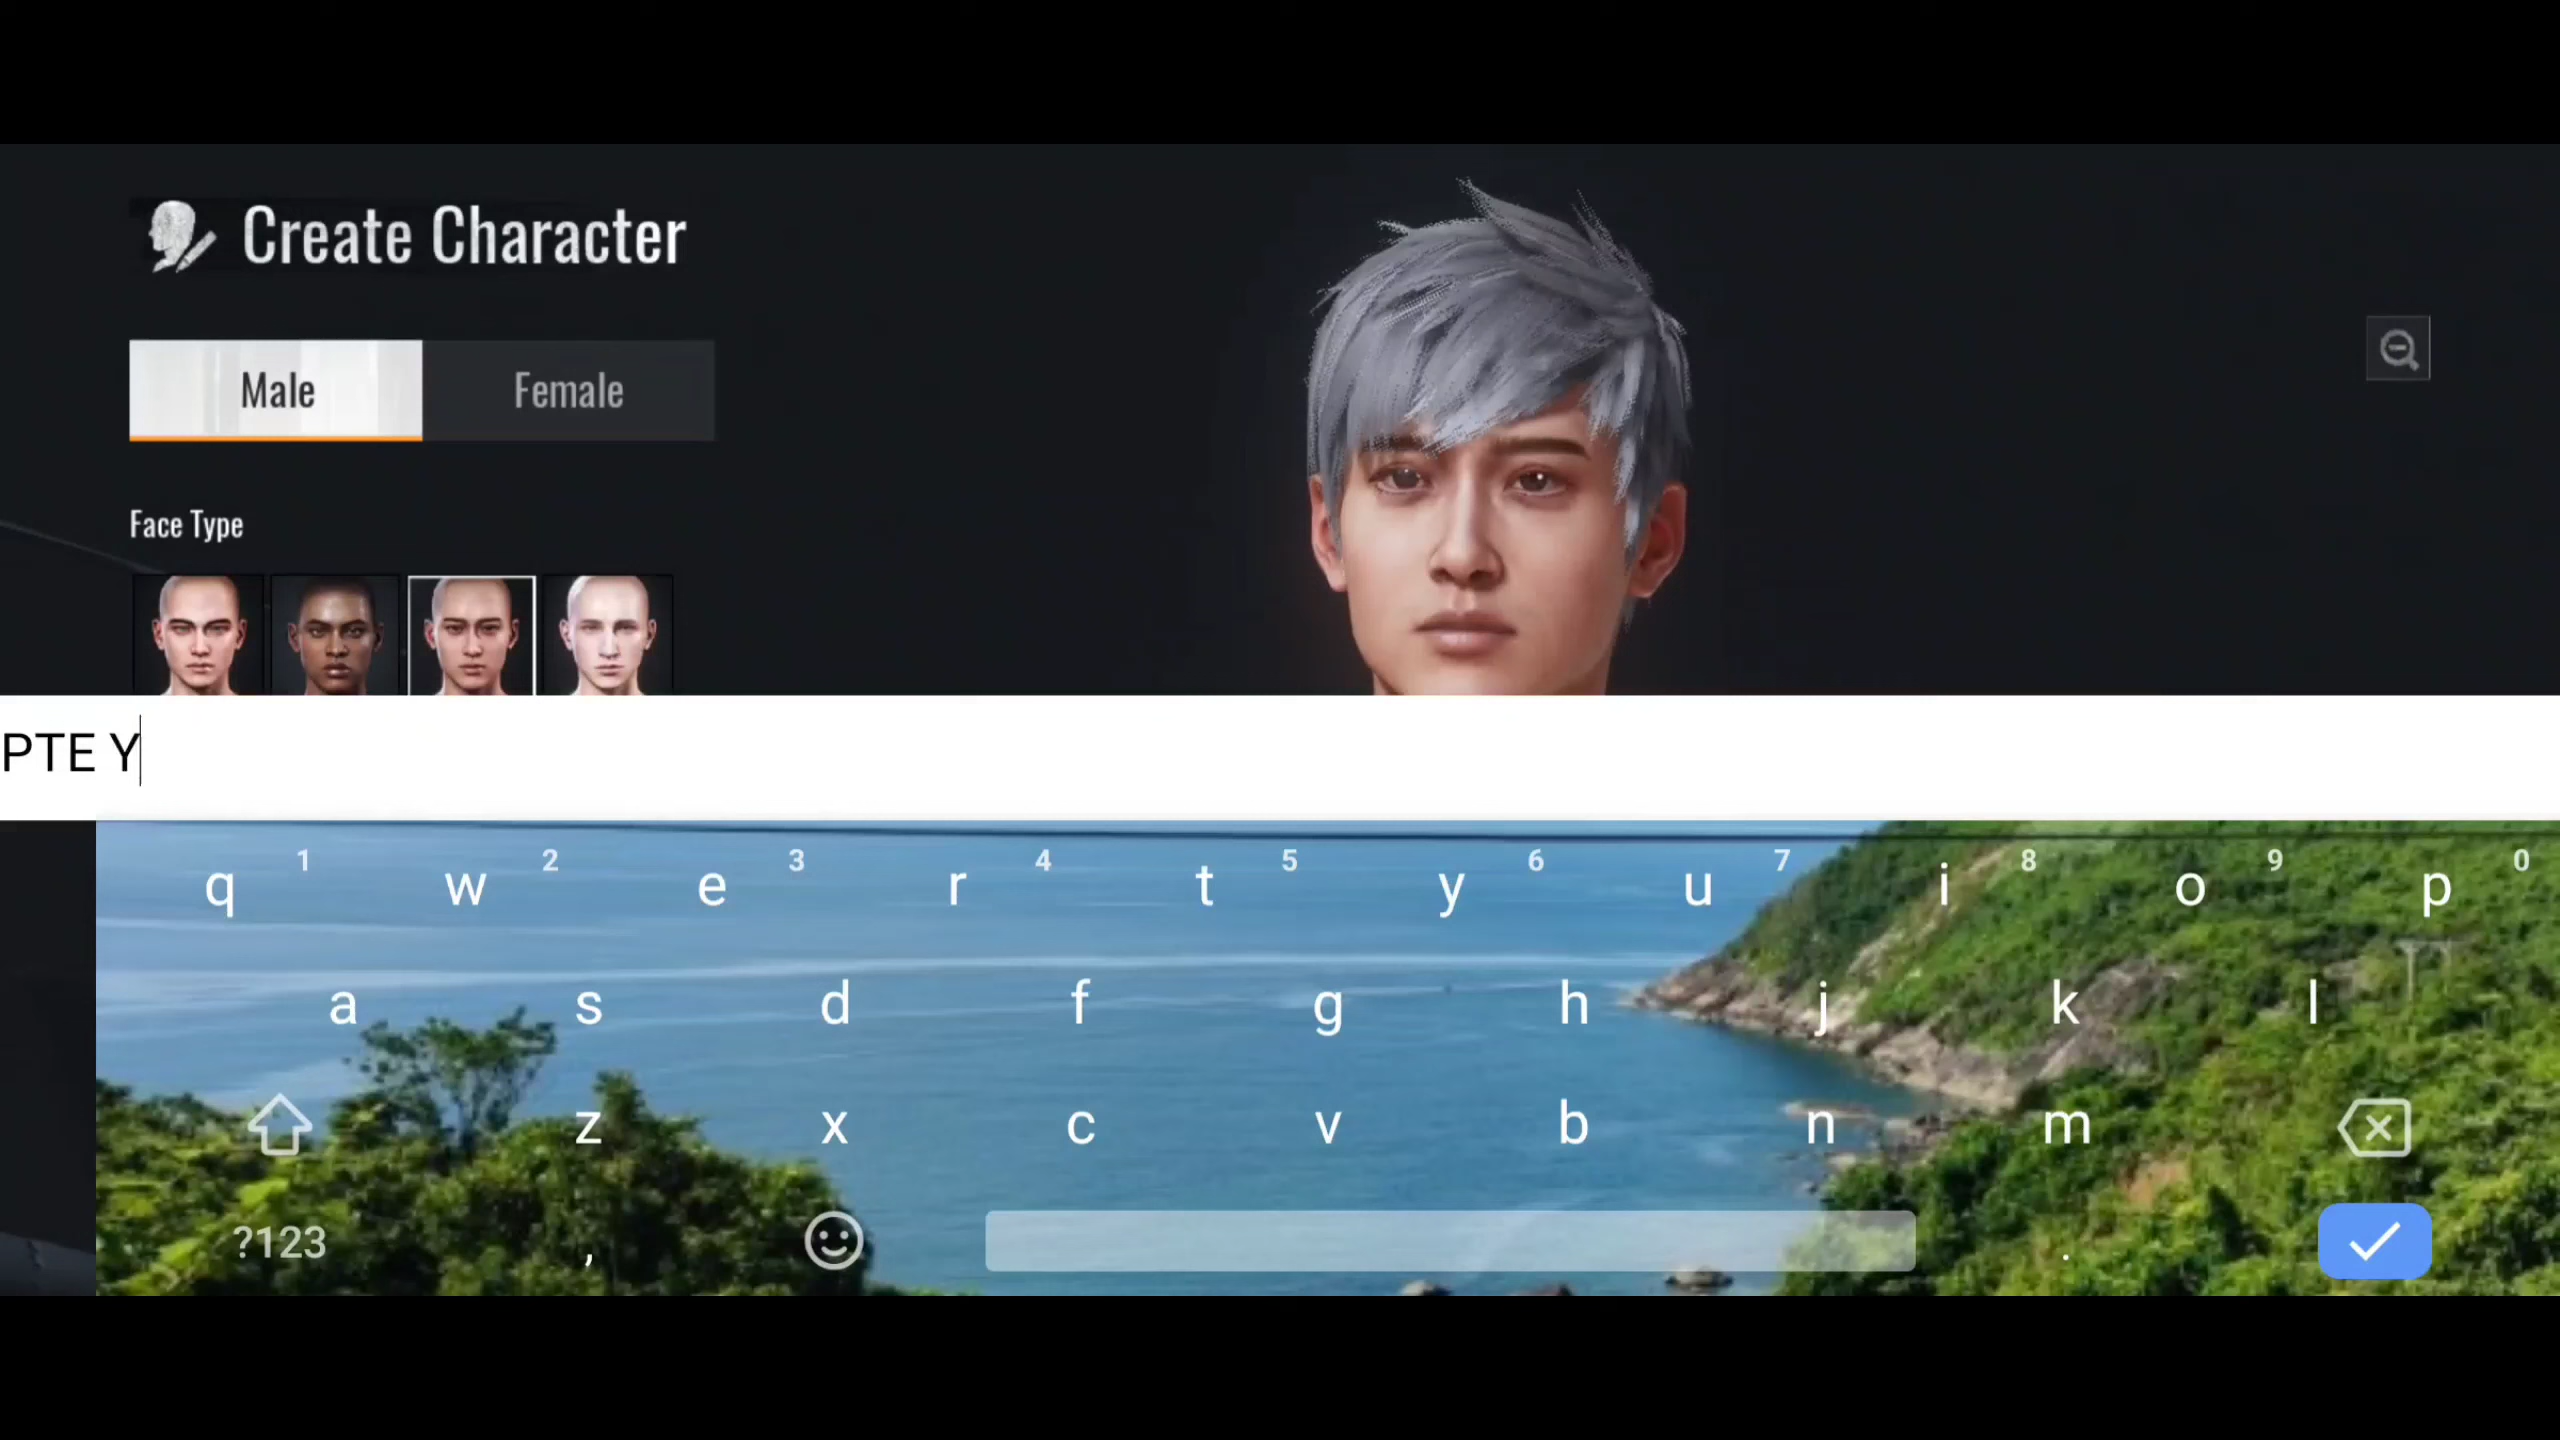 Create Character
Male Female
Face Type
PTE Y
q 1 w 2 e 3 r 4 t 5 y 6 u 7 i 8 o 9 p 0
a s d f g h j k l
z x c v b n m
?123 , .